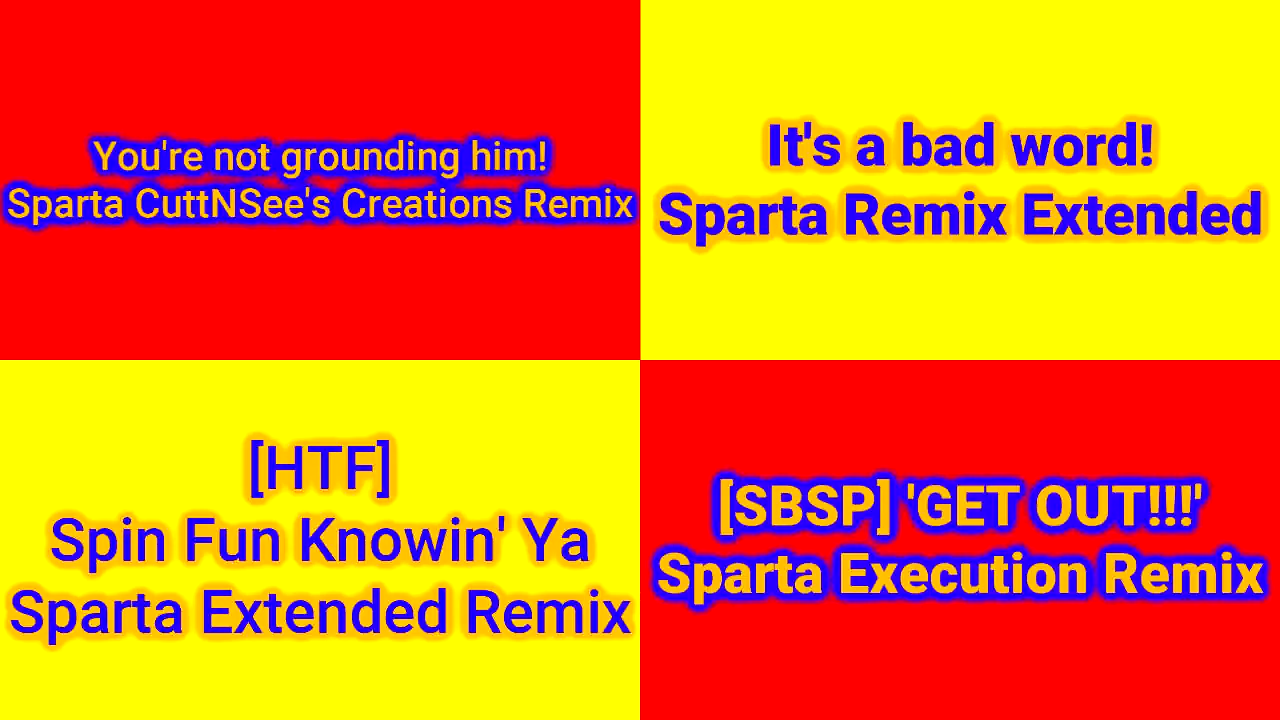 You're not grounding him!
Sparta CuttNSee's Creations Remix
It's a bad word!
Sparta Remix Extended
[HTF]
Spin Fun Knowin' Ya
Sparta Extended Remix
[SBSP] 'GET OUT!!!'
Sparta Execution Remix